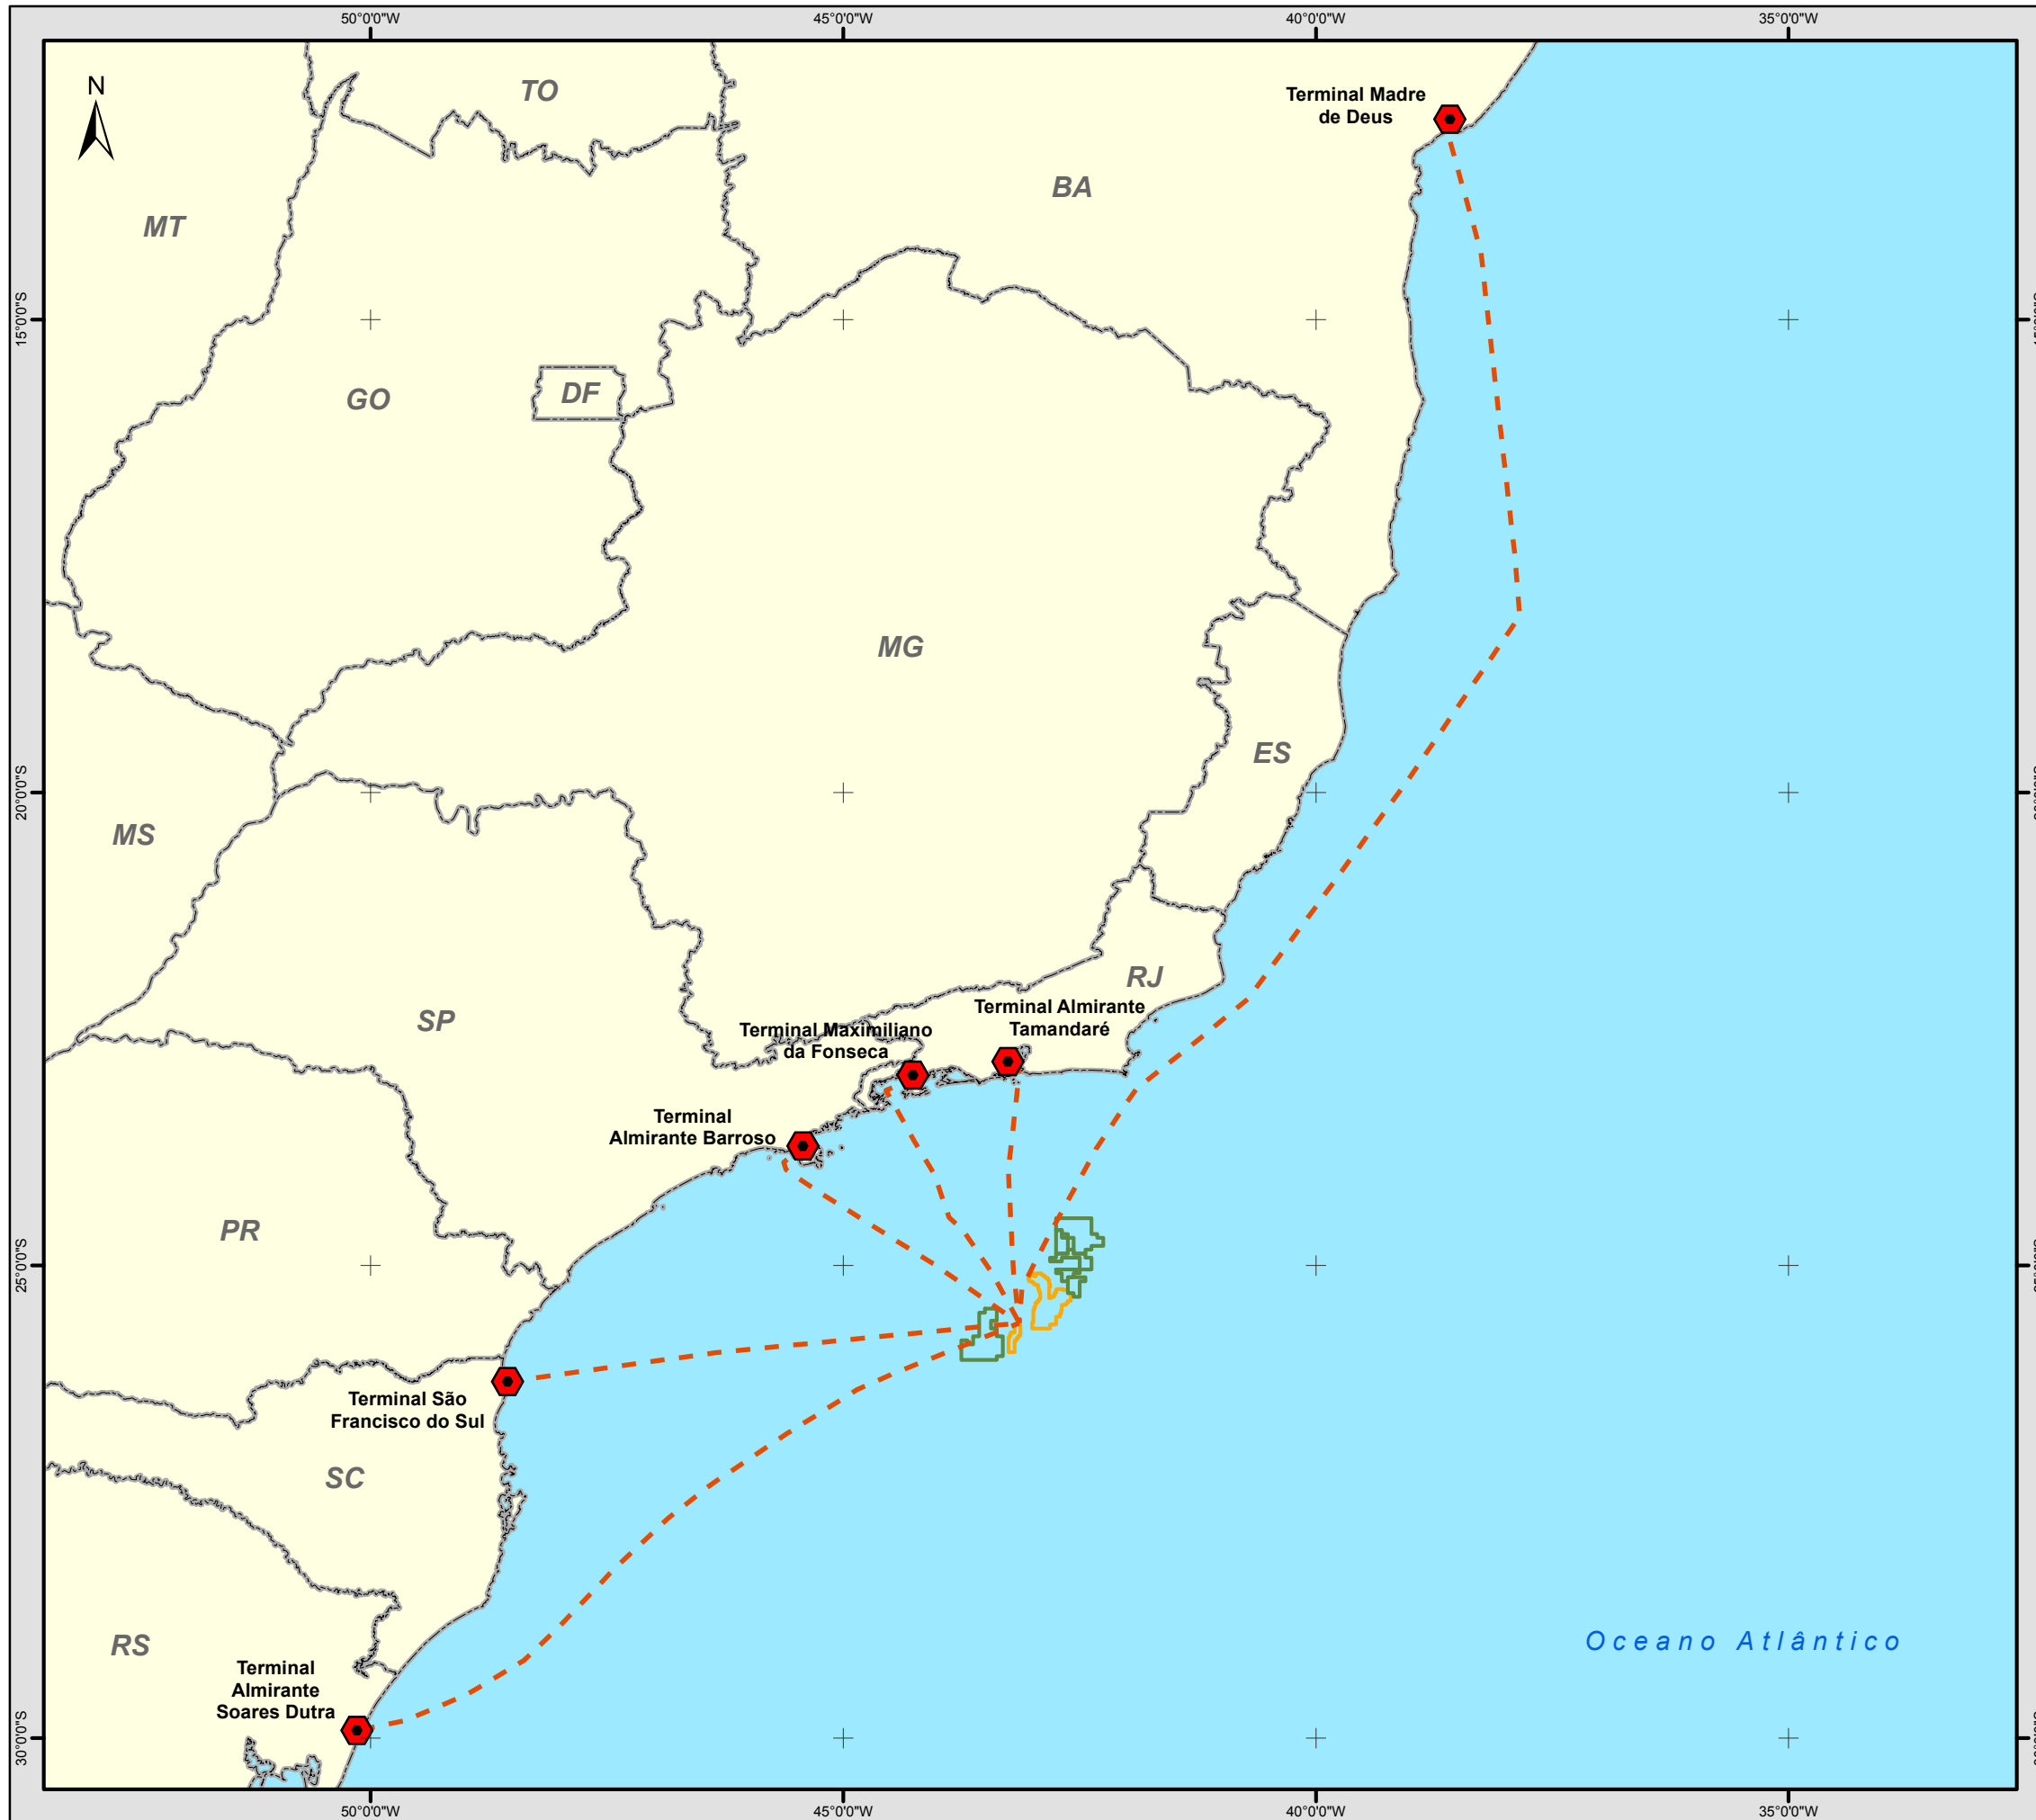 50°0'0"W
45°0'0"W
40°0'0"W
35°0'0"W
N
TO
Terminal Madre
de Deus
BA
MT
15°0'0"S
GO
DF
MG
ES
20°0'0"S
MS
RJ
SP
Terminal Almirante
Tamandaré
Terminal Maximiliano
da Fonseca
Terminal
Almirante Barroso
PR
25°0'0"S
Terminal São
Francisco do Sul
SC
RS
Oceano Atlântico
Terminal
Almirante
Soares Dutra
30°0'0"S
50°0'0"W
45°0'0"W
40°0'0"W
35°0'0"W